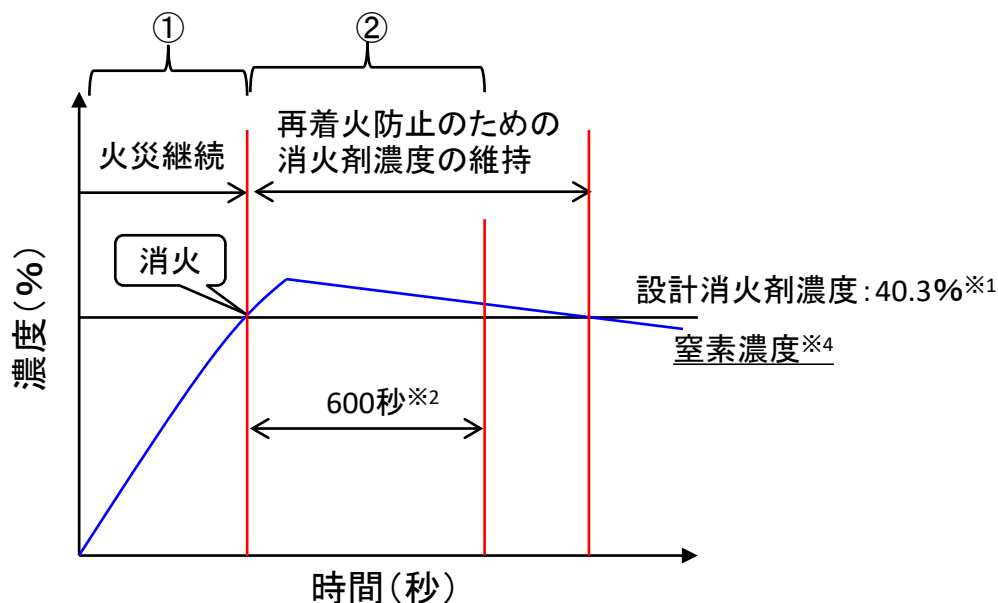 ①
②
火災継続
再着火防止のための
消火剤濃度の維持
消火
設計消火剤濃度:40.3%※1
窒素濃度※4
600秒※2
濃度(%)
時間(秒)